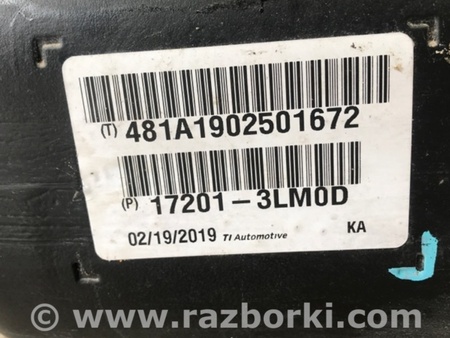 (T) 481A1902501672
(P) 17201-3LM0D
02/19/2019 TI Automotive KA
© www.razborki.com